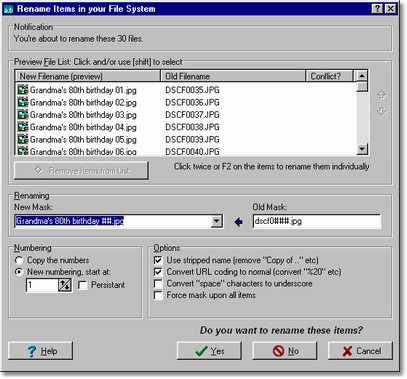 Rename Items in your File System
Notification
You're about to rename these 30 files.
Preview File List: Click and/or use [shift] to select
New Filename (preview) Old Filename Conflict?
Grandma's 80th birthday 01.jpg DSCF0035.JPG
Grandma's 80th birthday 02.jpg DSCF0036.JPG
Grandma's 80th birthday 03.jpg DSCF0037.JPG
Grandma's 80th birthday 04.jpg DSCF0038.JPG
Grandma's 80th birthday 05.jpg DSCF0039.JPG
Grandma's 80th birthday 06.jpg DSCF0040.JPG
Remove Items from List
Click twice or F2 on the items to rename them individually
Renaming
New Mask: Old Mask:
Grandma's 80th birthday ##.jpg dscf0###.jpg
Numbering
Copy the numbers
New numbering, start at:
1 Persistant
Options
Use stripped name (remove "Copy of .." etc)
Convert URL coding to normal (convert "%20" etc)
Convert "space" characters to underscore
Force mask upon all items
Do you want to rename these items?
? Help Yes No Cancel